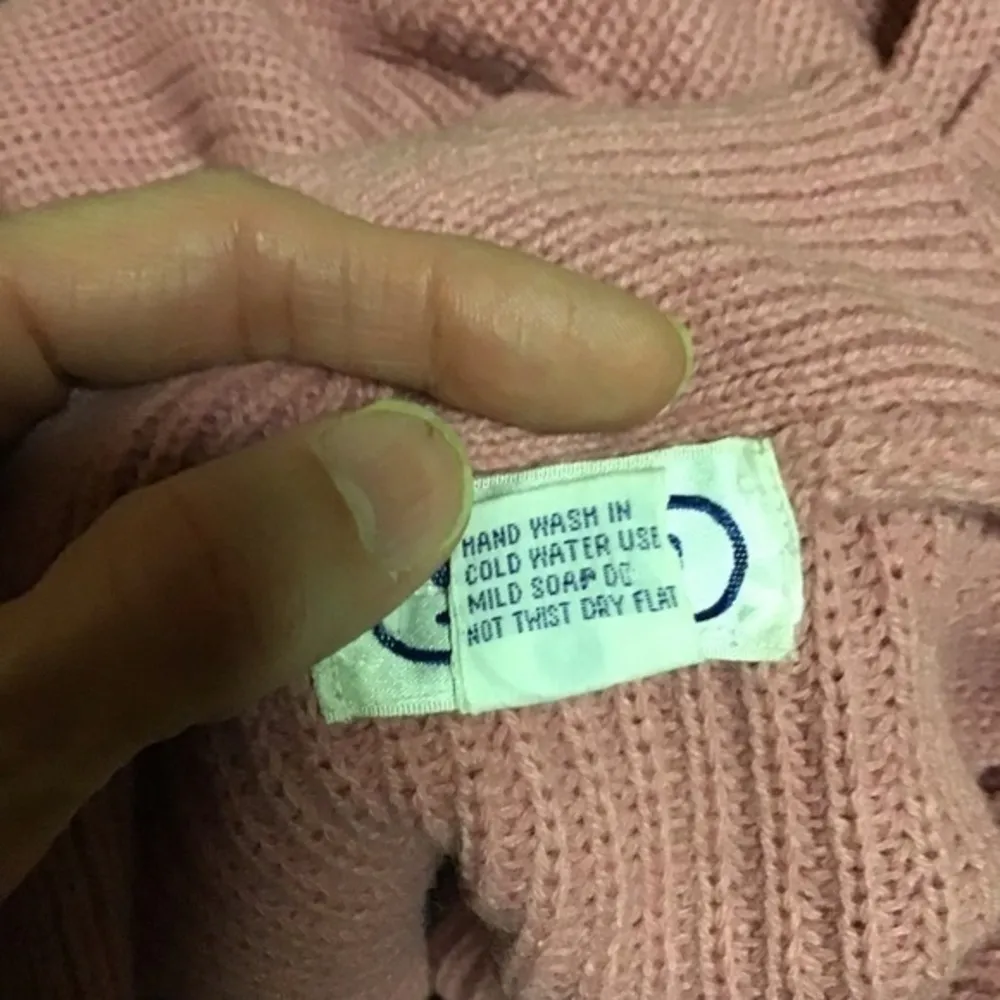 HAND WASH IN
COLD WATER USE
MILD SOAP DO
NOT TWIST DRY FLAT